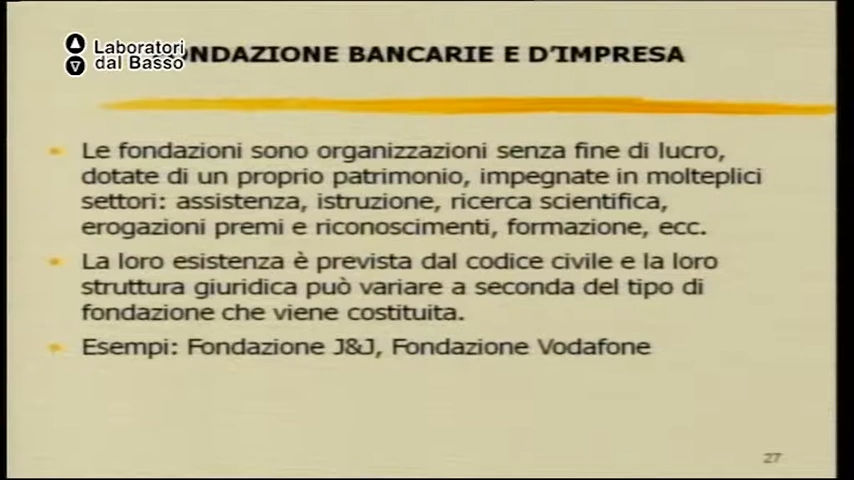 Laboratori
dal Basso
ONDAZIONE BANCARIE E D'IMPRESA
Le fondazioni sono organizzazioni senza fine di lucro,
dotate di un proprio patrimonio, impegnate in molteplici
settori: assistenza, istruzione, ricerca scientifica,
erogazioni premi e riconoscimenti, formazione, ecc.
La loro esistenza è prevista dal codice civile e la loro
struttura giuridica può variare a seconda del tipo di
fondazione che viene costituita.
Esempi: Fondazione J&J, Fondazione Vodafone
27